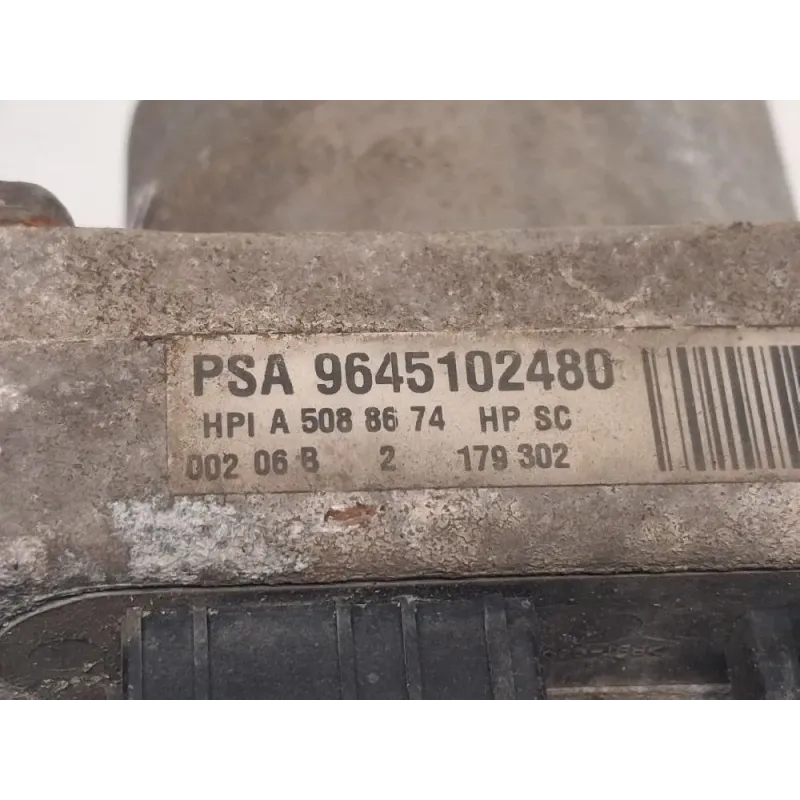 PSA 9645102480
HPI A 508 86 74 HP SC
002 06 B 2 179 302